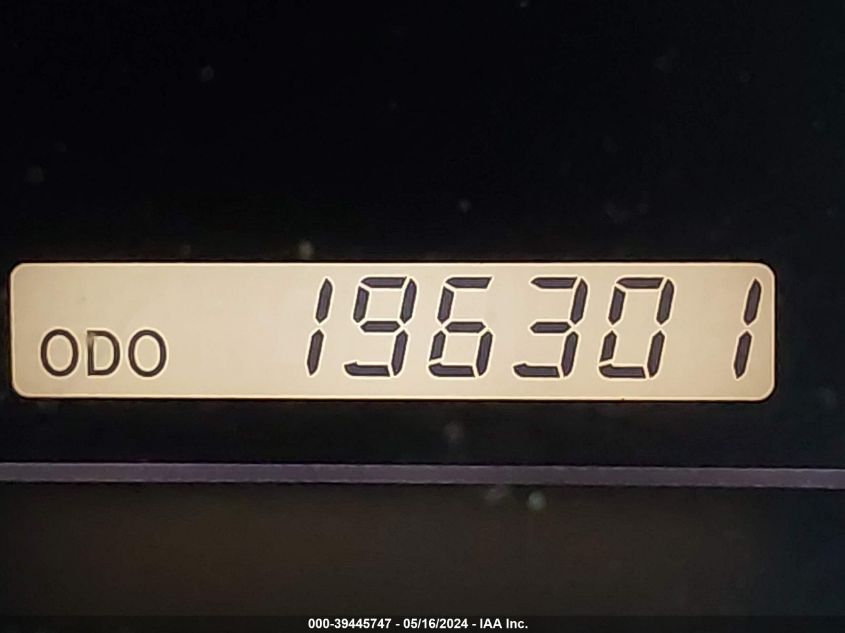 ODO 196301
000-39445747 - 05/16/2024 - IAA Inc.